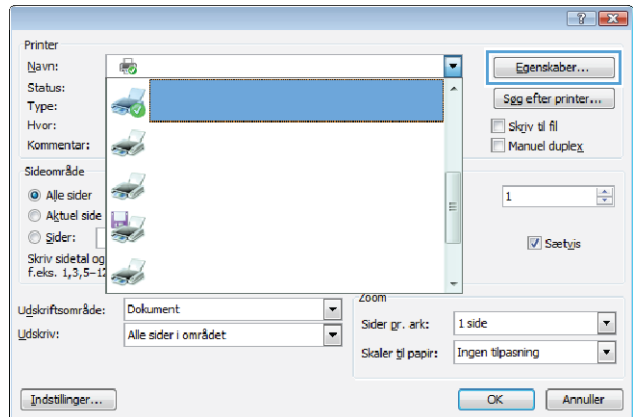 Printer
Navn:
Egenskaber...
Status:
Søg efter printer...
Type:
Hvor:
Skriv til fil
Kommentar:
Manuel duplex
Sideområde
Alle sider
1
Aktuel side
Sider:
Sætvis
Skriv sidetal og
f.eks. 1,3,5–12
Zoom
Udskriftsområde:
Dokument
Sider pr. ark:
1 side
Udskriv:
Alle sider i området
Skaler til papir:
Ingen tilpasning
Indstillinger...
OK
Annuller